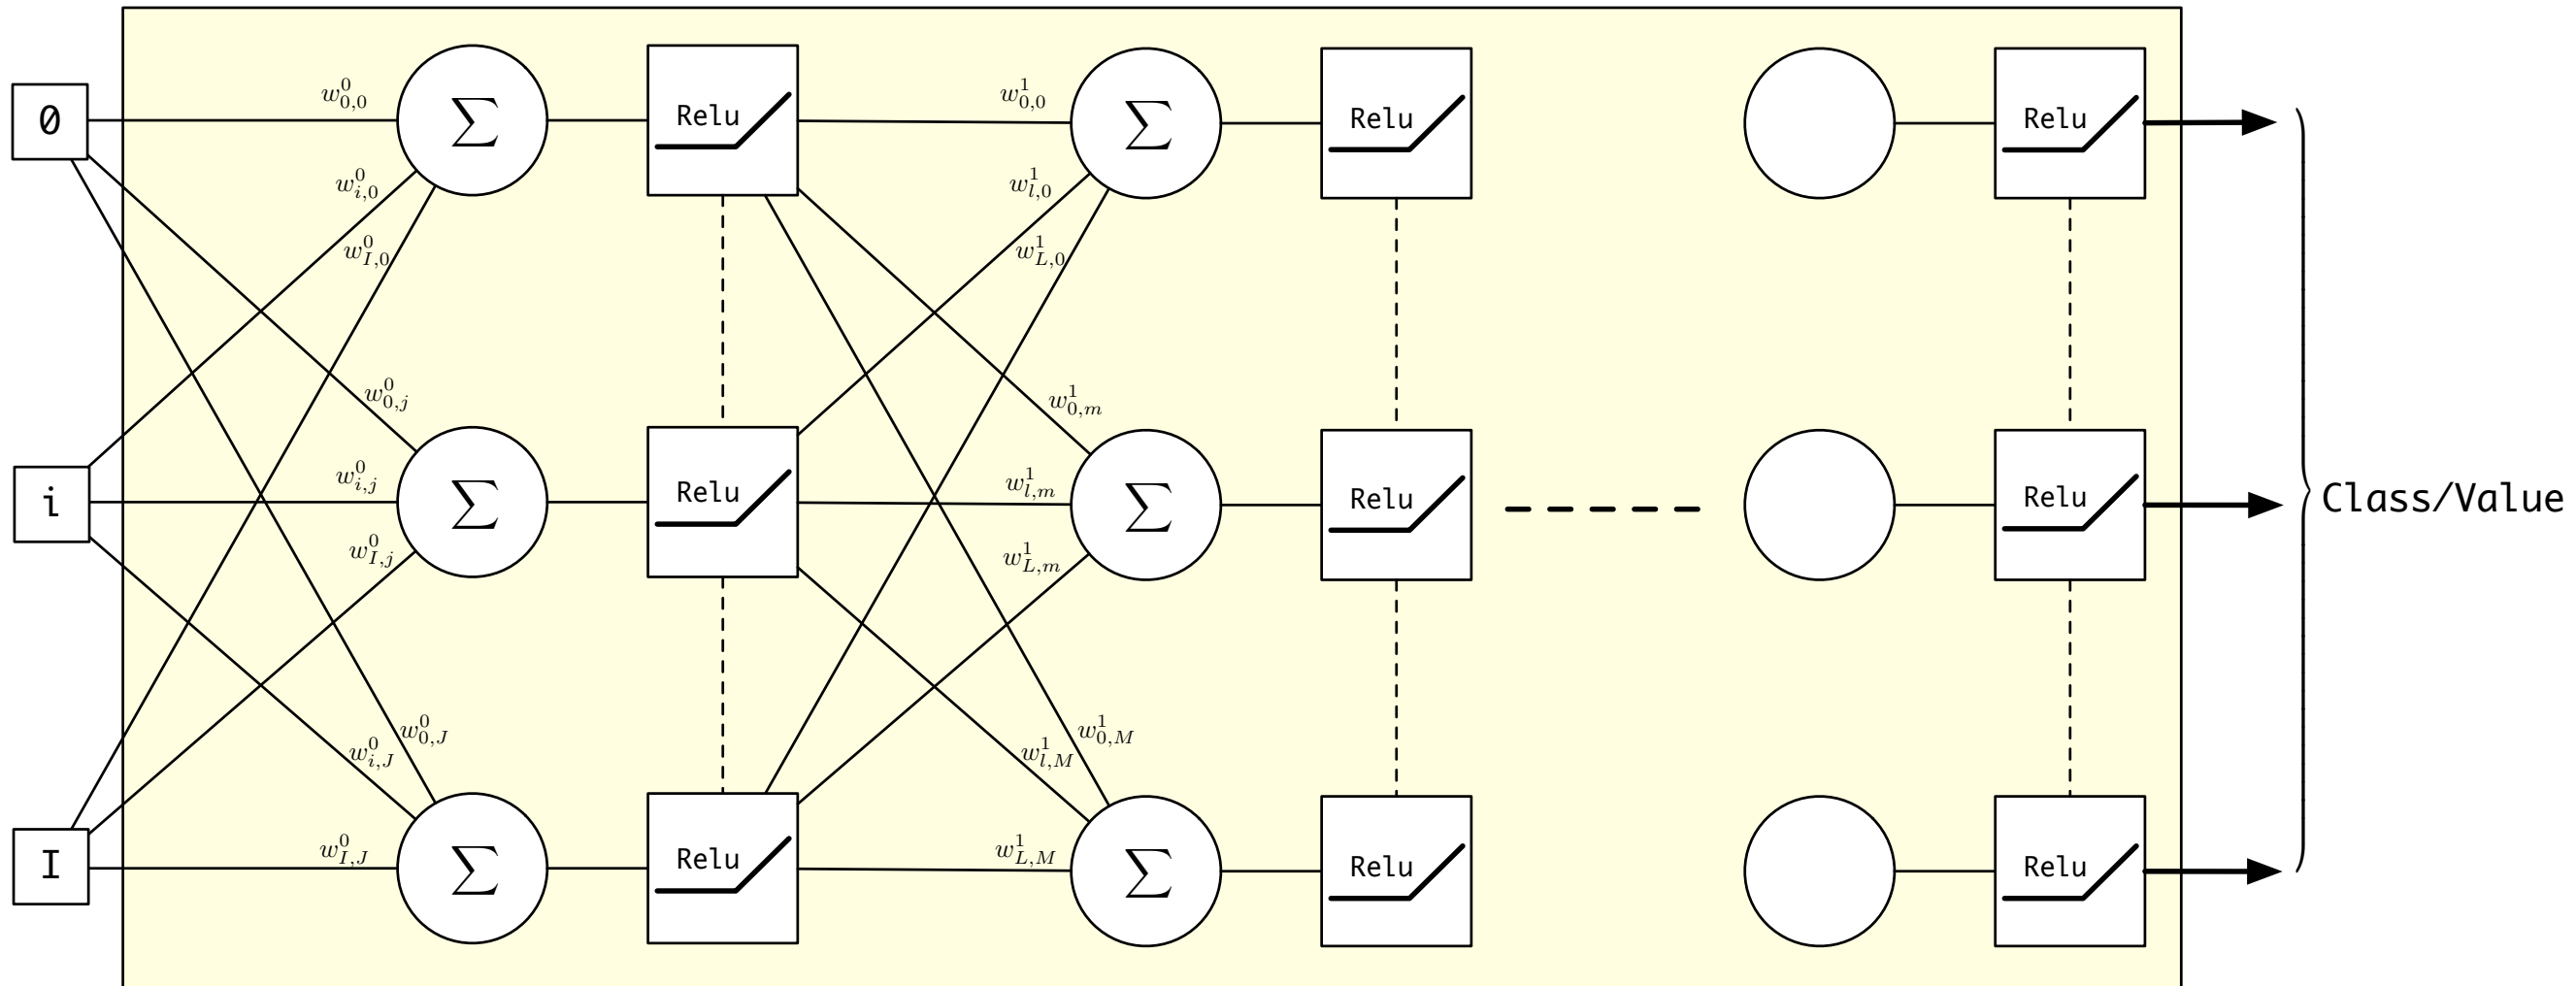 0 w^0_{0,0} Σ Relu w^1_{0,0} Σ Relu Relu
w^0_{i,0} w^1_{l,0}
w^0_{I,0} w^1_{L,0}
w^0_{0,j} w^1_{0,m}
i w^0_{i,j} Σ Relu w^1_{l,m} Σ Relu Relu Class/Value
w^0_{I,j} w^1_{L,m}
w^0_{0,J} w^1_{0,M}
w^0_{i,J} w^1_{l,M}
I w^0_{I,J} Σ Relu w^1_{L,M} Σ Relu Relu